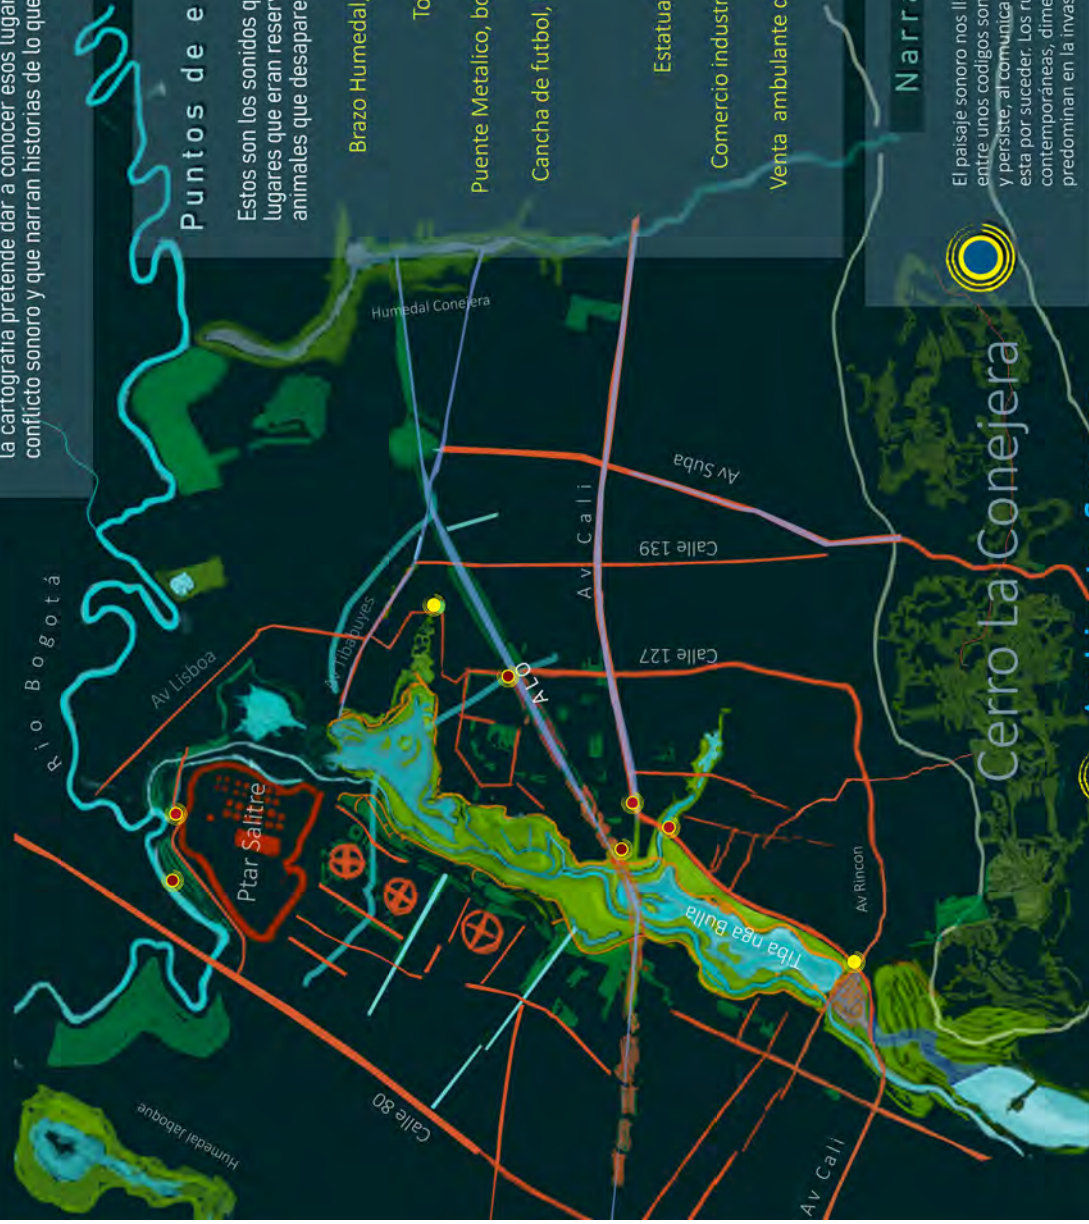 la cartografia pretende dar a conocer esos lugar
conflicto sonoro y que narran historias de lo que
Puntos de e
Estos son los sonidos q
lugares que eran reser
animales que desapare
Brazo Humedal,
To
Puente Metalico, bo
Cancha de futbol,
Estatua
Comercio industr
Venta ambulante c
Narra
El paisaje sonoro nos ll
entre unos codigos son
y persiste, al comunica
esta por suceder. Los ru
contemporáneas, dime
predominan en la invas
Rio Bogotá
Av Lisboa
Av Tibabuyes
Humedal Conejera
Ptar Salitre
ALO
Av Cali
Av Suba
Calle 139
Calle 127
Tiba nga Bulla
Av Rincon
Cerro La Conejera
Calle 80
Humedal Jaboque
Av Cali